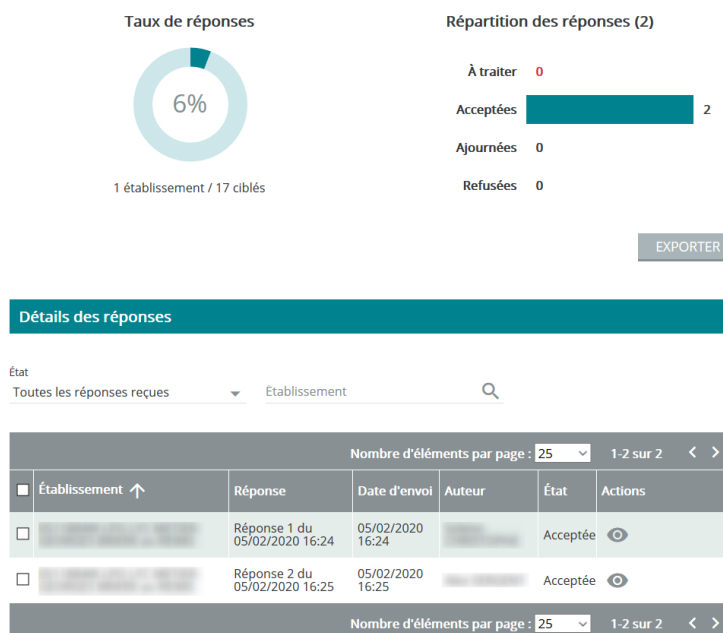 Taux de réponses
Répartition des réponses (2)
6%
1 établissement / 17 ciblés
À traiter 0
Acceptées 2
Ajournées 0
Refusées 0
EXPORTER
Détails des réponses
État
Toutes les réponses reçues
Établissement
Nombre d'éléments par page : 25 1-2 sur 2
Établissement Réponse Date d'envoi Auteur État Actions
Réponse 1 du 05/02/2020
05/02/2020 16:24 16:24 Acceptée
Réponse 2 du 05/02/2020
05/02/2020 16:25 16:25 Acceptée
Nombre d'éléments par page : 25 1-2 sur 2